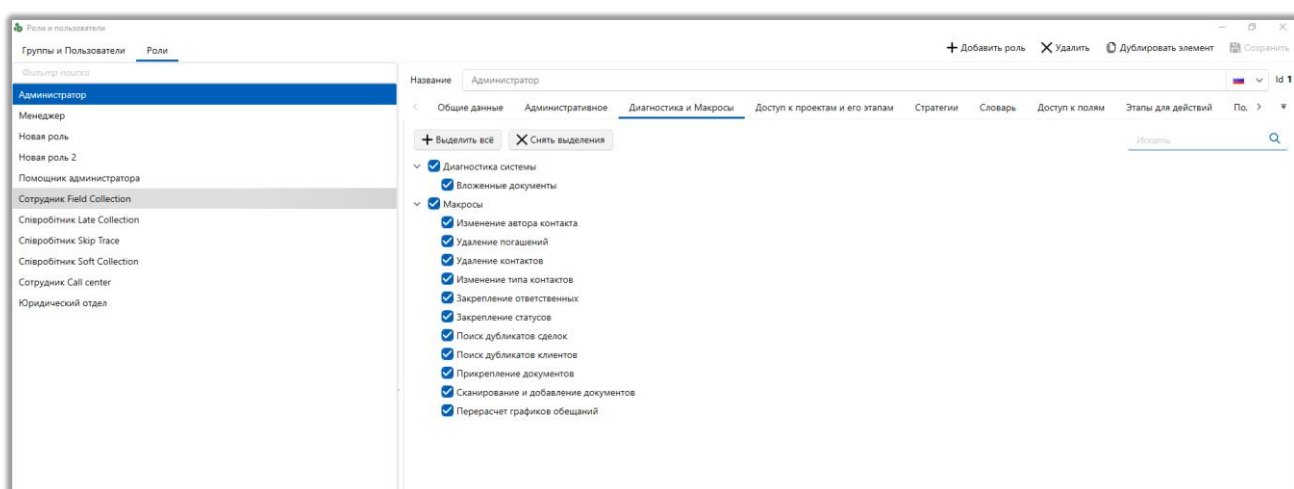 Роли и пользователи
Группы и Пользователи Роли
Добавить роль Удалить Дублировать элемент Сохранить
Фильтр поиска
Администратор
Менеджер
Новая роль
Новая роль 2
Помощник администратора
Сотрудник Field Collection
Співробітник Late Collection
Співробітник Skip Trace
Співробітник Soft Collection
Сотрудник Call center
Юридический отдел
Название Администратор Id 1
Общие данные Административное Диагностика и Макросы Доступ к проектам и его этапам Стратегии Словарь Доступ к полям Этапы для действий По.
Выделить всё Снять выделения Искать
Диагностика системы
Вложенные документы
Макросы
Изменение автора контакта
Удаление погашений
Удаление контактов
Изменение типа контактов
Закрепление ответственных
Закрепление статусов
Поиск дубликатов сделок
Поиск дубликатов клиентов
Прикрепление документов
Сканирование и добавление документов
Перерасчет графиков обещаний